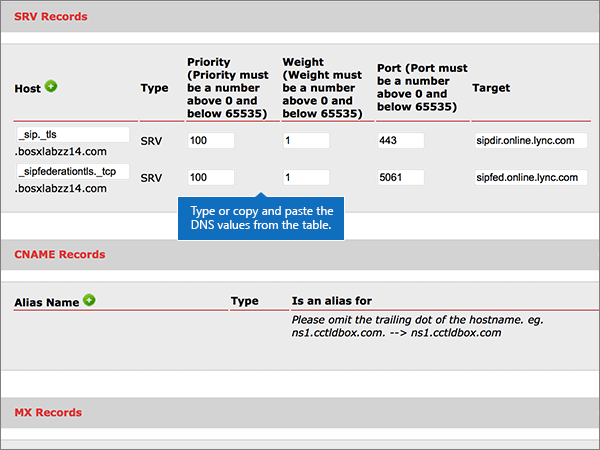 SRV Records
Host
Type
Priority
(Priority must
be a number
above 0 and
below 65535)
Weight
(Weight must
be a number
above 0 and
below 65535)
Port (Port must
be a number
above 0 and
below 65535)
Target
_sip._tls
.bosxlabzz14.com
SRV
100
1
443
sipdir.online.lync.com
_sipfederationtls._tcp
.bosxlabzz14.com
SRV
100
1
5061
sipfed.online.lync.com
Type or copy and paste the
DNS values from the table.
CNAME Records
Alias Name
Type
Is an alias for
Please omit the trailing dot of the hostname. eg.
ns1.cctldbox.com. --> ns1.cctldbox.com
MX Records